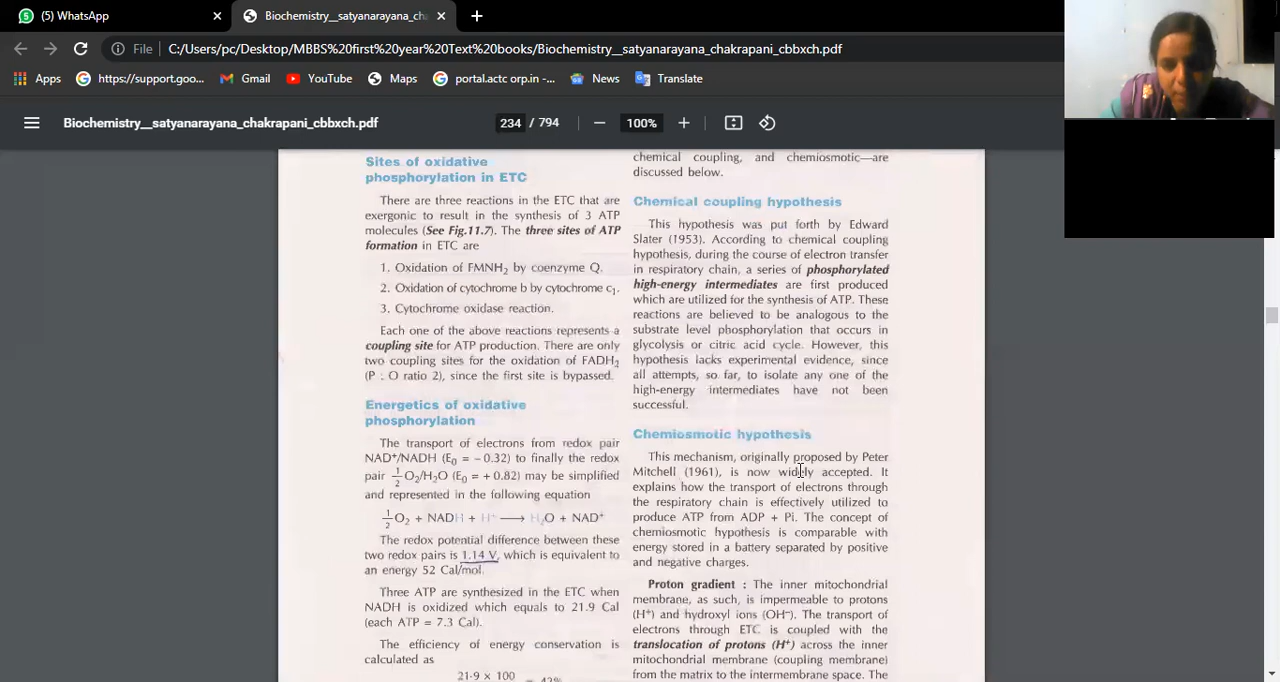 (5) WhatsApp
Biochemistry__satyanarayana_cha
File
C:/Users/pc/Desktop/MBBS%20first%20year%20Text%20books/Biochemistry__satyanarayana_chakrapani_cbbxch.pdf
Apps
https://support.goo...
Gmail
YouTube
Maps
portal.actc orp.in -...
News
Translate
Biochemistry__satyanarayana_chakrapani_cbbxch.pdf
234 / 794
100%
Sites of oxidative
phosphorylation in ETC
There are three reactions in the ETC that are
exergonic to result in the synthesis of 3 ATP
molecules (See Fig.11.7). The three sites of ATP
formation in ETC are
1. Oxidation of FMNH₂ by coenzyme Q.
2. Oxidation of cytochrome b by cytochrome c₁.
3. Cytochrome oxidase reaction.
Each one of the above reactions represents a
coupling site for ATP production. There are only
two coupling sites for the oxidation of FADH₂
(P : O ratio 2), since the first site is bypassed.
Energetics of oxidative
phosphorylation
The transport of electrons from redox pair
NAD⁺/NADH (E₀ = – 0.32) to finally the redox
pair ½O₂/H₂O (E₀ = + 0.82) may be simplified
and represented in the following equation
½O₂ + NADH + H⁺ ⟶ H₂O + NAD⁺
The redox potential difference between these
two redox pairs is 1.14 V, which is equivalent to
an energy 52 Cal/mol.
Three ATP are synthesized in the ETC when
NADH is oxidized which equals to 21.9 Cal
(each ATP = 7.3 Cal).
The efficiency of energy conservation is
calculated as
21·9 × 100
= 42%
chemical coupling, and chemiosmotic—are
discussed below.
Chemical coupling hypothesis
This hypothesis was put forth by Edward
Slater (1953). According to chemical coupling
hypothesis, during the course of electron transfer
in respiratory chain, a series of phosphorylated
high-energy intermediates are first produced
which are utilized for the synthesis of ATP. These
reactions are believed to be analogous to the
substrate level phosphorylation that occurs in
glycolysis or citric acid cycle. However, this
hypothesis lacks experimental evidence, since
all attempts, so far, to isolate any one of the
high-energy intermediates have not been
successful.
Chemiosmotic hypothesis
This mechanism, originally proposed by Peter
Mitchell (1961), is now widely accepted. It
explains how the transport of electrons through
the respiratory chain is effectively utilized to
produce ATP from ADP + Pi. The concept of
chemiosmotic hypothesis is comparable with
energy stored in a battery separated by positive
and negative charges.
Proton gradient : The inner mitochondrial
membrane, as such, is impermeable to protons
(H⁺) and hydroxyl ions (OH⁻). The transport of
electrons through ETC is coupled with the
translocation of protons (H⁺) across the inner
mitochondrial membrane (coupling membrane)
from the matrix to the intermembrane space. The